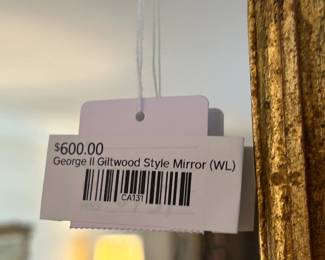 $600.00
George II Giltwood Style Mirror (WL)
CA131